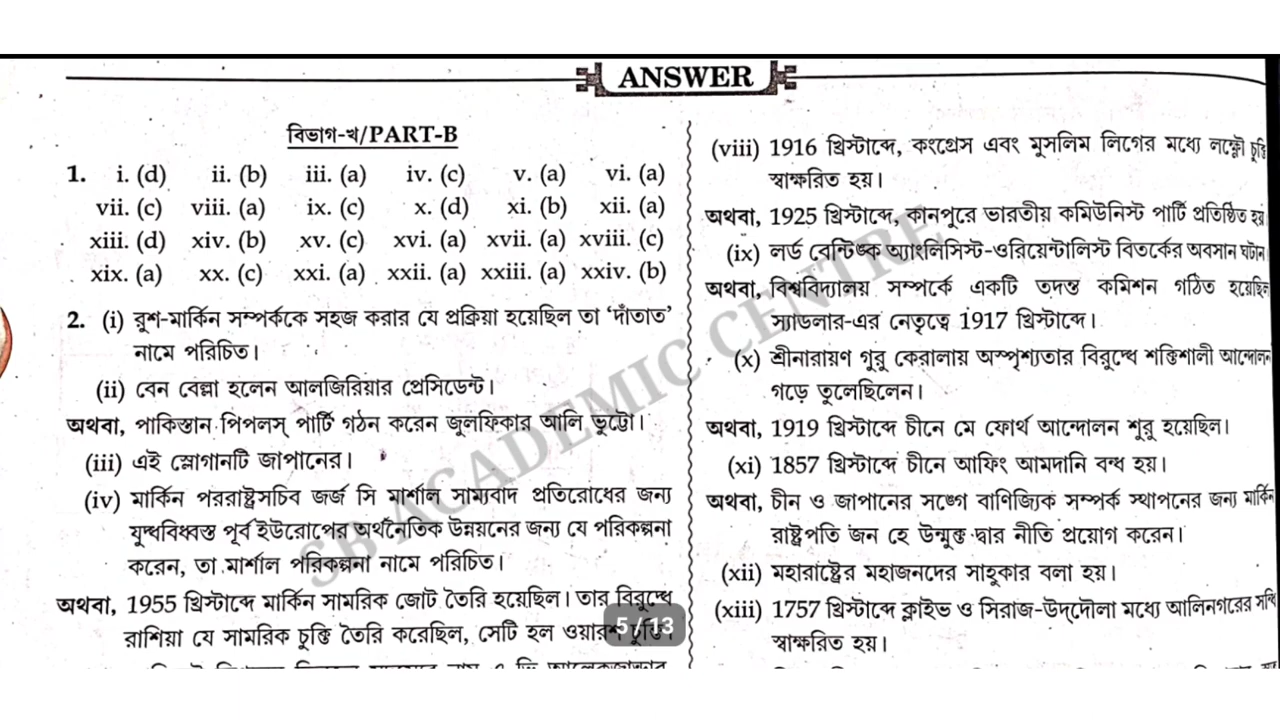 ANSWER
বিভাগ-খ/PART-B
1. i. (d) ii. (b) iii. (a) iv. (c) v. (a) vi. (a)
vii. (c) viii. (a) ix. (c) x. (d) xi. (b) xii. (a)
xiii. (d) xiv. (b) xv. (c) xvi. (a) xvii. (a) xviii. (c)
xix. (a) xx. (c) xxi. (a) xxii. (a) xxiii. (a) xxiv. (b)
2. (i) রুশ-মার্কিন সম্পর্ককে সহজ করার যে প্রক্রিয়া হয়েছিল তা ‘দাঁতাত’
নামে পরিচিত।
(ii) বেন বেল্লা হলেন আলজিরিয়ার প্রেসিডেন্ট।
অথবা, পাকিস্তান পিপলস্ পার্টি গঠন করেন জুলফিকার আলি ভুট্টো।
(iii) এই স্লোগানটি জাপানের।
(iv) মার্কিন পররাষ্ট্রসচিব জর্জ সি মার্শাল সাম্যবাদ প্রতিরোধের জন্য
যুদ্ধবিধ্বস্ত পূর্ব ইউরোপের অর্থনৈতিক উন্নয়নের জন্য যে পরিকল্পনা
করেন, তা মার্শাল পরিকল্পনা নামে পরিচিত।
অথবা, 1955 খ্রিস্টাব্দে মার্কিন সামরিক জোট তৈরি হয়েছিল। তার বিরুদ্ধে
রাশিয়া যে সামরিক চুক্তি তৈরি করেছিল, সেটি হল ওয়ারশ চুক্তি।
(viii) 1916 খ্রিস্টাব্দে, কংগ্রেস এবং মুসলিম লিগের মধ্যে লক্ষ্ণৌ চুক্তি
স্বাক্ষরিত হয়।
অথবা, 1925 খ্রিস্টাব্দে, কানপুরে ভারতীয় কমিউনিস্ট পার্টি প্রতিষ্ঠিত হয়
(ix) লর্ড বেন্টিঙ্ক অ্যাংলিসিস্ট-ওরিয়েন্টালিস্ট বিতর্কের অবসান ঘটান।
অথবা, বিশ্ববিদ্যালয় সম্পর্কে একটি তদন্ত কমিশন গঠিত হয়েছিল
স্যাডলার-এর নেতৃত্বে 1917 খ্রিস্টাব্দে।
(x) শ্রীনারায়ণ গুরু কেরালায় অস্পৃশ্যতার বিরুদ্ধে শক্তিশালী আন্দোলন
গড়ে তুলেছিলেন।
অথবা, 1919 খ্রিস্টাব্দে চীনে মে ফোর্থ আন্দোলন শুরু হয়েছিল।
(xi) 1857 খ্রিস্টাব্দে চীনে আফিং আমদানি বন্ধ হয়।
অথবা, চীন ও জাপানের সঙ্গে বাণিজ্যিক সম্পর্ক স্থাপনের জন্য মার্কিন
রাষ্ট্রপতি জন হে উন্মুক্ত দ্বার নীতি প্রয়োগ করেন।
(xii) মহারাষ্ট্রের মহাজনদের সাহুকার বলা হয়।
(xiii) 1757 খ্রিস্টাব্দে ক্লাইভ ও সিরাজ-উদ্‌দৌলা মধ্যে আলিনগরের সন্ধি
স্বাক্ষরিত হয়।
SB ACADEMIC CENTRE
5 / 13